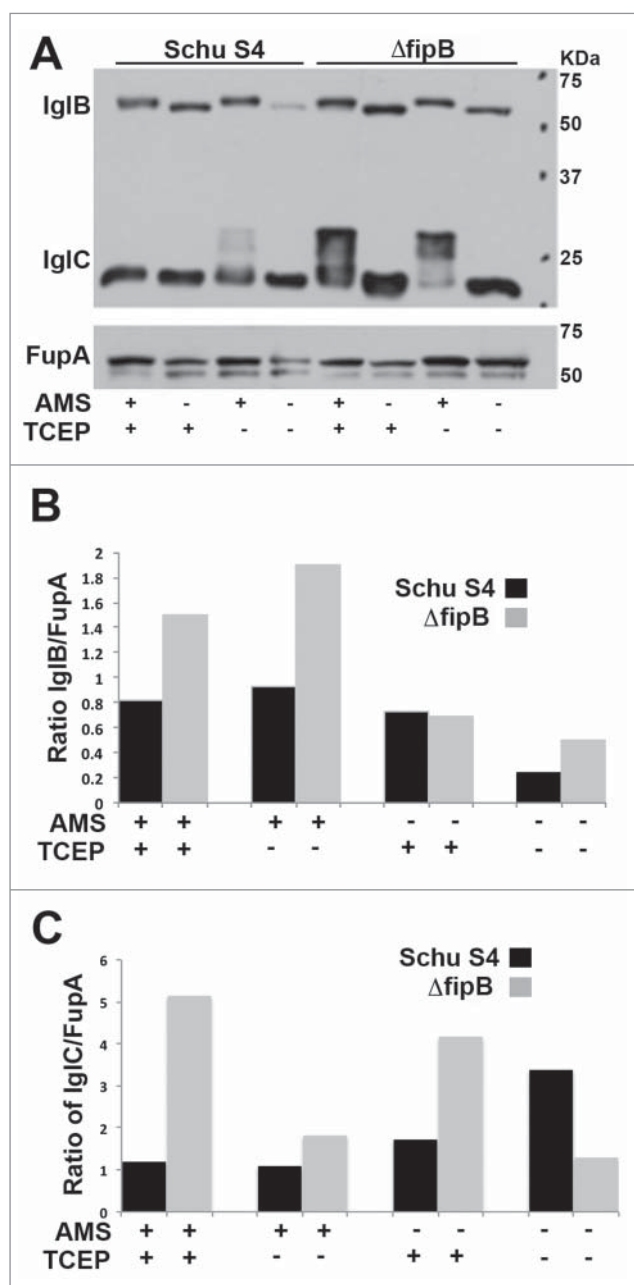 A
Schu S4 ΔfipB
KDa
IglB
75
50
37
IglC
25
FupA
75
50
AMS + - + - + - + -
TCEP + + - - + + - -
B
Ratio IglB/FupA
2
1.8
1.6
1.4
1.2
1
0.8
0.6
0.4
0.2
0
Schu S4
ΔfipB
AMS + + + + - - - -
TCEP + + - - + + - -
C
Ratio of IglC/FupA
6
5
4
3
2
1
0
Schu S4
ΔfipB
AMS + + + + - - - -
TCEP + + - - + + - -